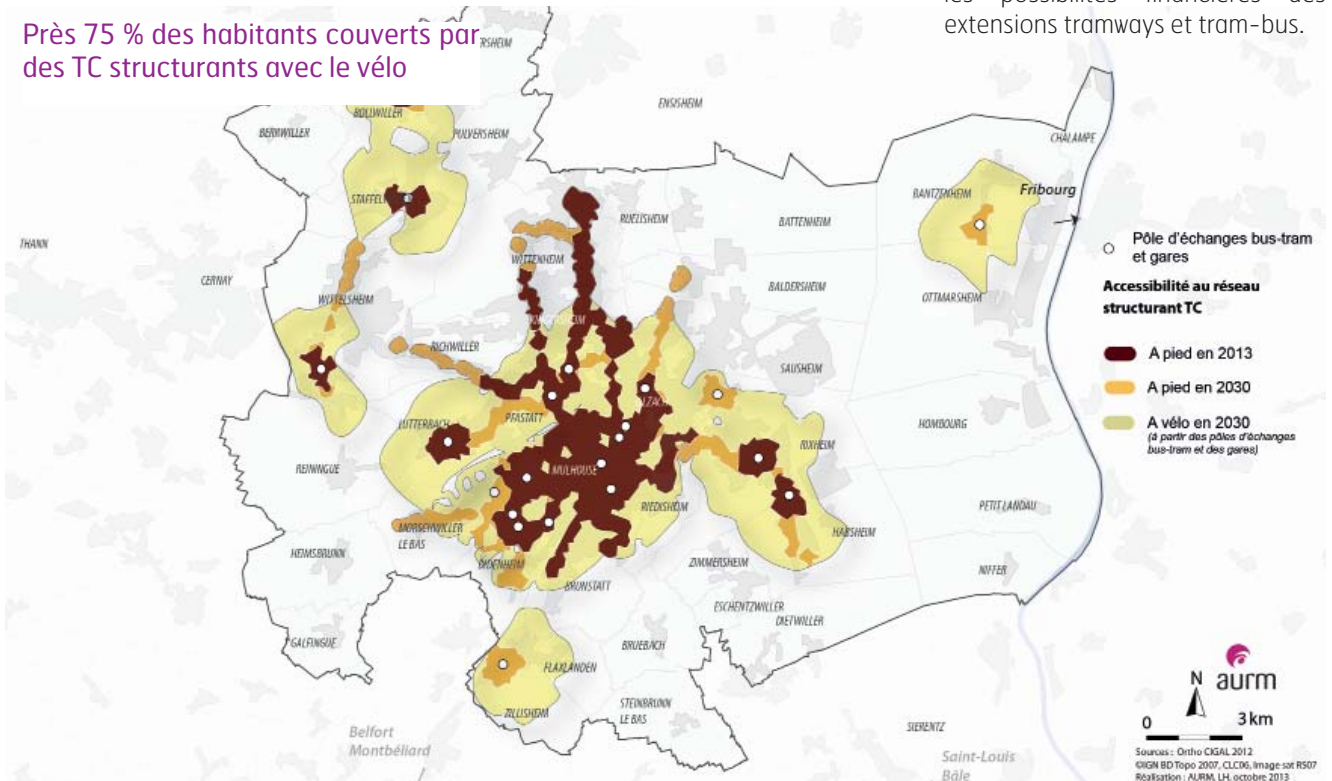 les possibilités financières des
extensions tramways et tram-bus.
Près 75 % des habitants couverts par
des TC structurants avec le vélo
ENSISHEIM
CHALAMPE
BOLLWILLER
BERRWILLER
PULVERSHEIM
STAFFEL
RUELISHEIM
BATTENHEIM
BANTZENHEIM
Fribourg
THANN
CERNAY
WITTENHEIM
WITTELSHEIM
BALDERSHEIM
OTTMARSHEIM
RICHWILLER
SAUSHEIM
LUTTERBACH
PFASTATT
HOMBOURG
REININGUE
MULHOUSE
RIXHEIM
RIEDISHEIM
PETIT LANDAU
MORSCHWILLER
LE BAS
HABSHEIM
HEIMSBRUNN
DIDENHEIM
ZIMMERSHEIM
NIFFER
BRUNSTATT
ESCHENTZWILLER
DIETWILLER
GALFINGUE
BRUEBACH
FLAXLANDEN
STEINBRUNN
LE BAS
ZILLISHEIM
SIERENTZ
Belfort
Montbéliard
Saint-Louis
Bâle
Pôle d'échanges bus-tram
et gares
Accessibilité au réseau
structurant TC
A pied en 2013
A pied en 2030
A vélo en 2030
(à partir des pôles d'échanges
bus-tram et des gares)
aurm
N
0 3 km
Sources : Ortho CIGAL 2012
©IGN BD Topo 2007, CLC06, Image sat RS07
Réalisation : AURM, LH, octobre 2013